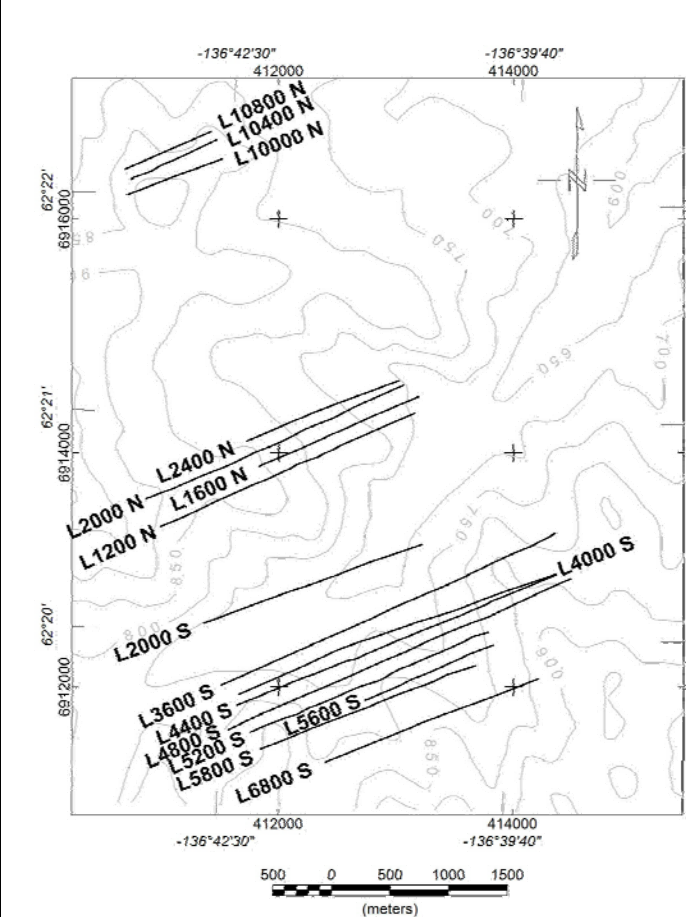 -136°42'30" -136°39'40"
412000 414000
L10800 N
L10400 N
L10000 N
62°22'
6916000
850
600
700
750
650
700
62°21'
6914000
L2400 N
L1600 N
L2000 N
L1200 N
750
850
L4000 S
800
62°20'
L2000 S
900
6912000
L3600 S
L4400 S
L4800 S
L5200 S
L5600 S
L5800 S
L6800 S
850
412000 414000
-136°42'30" -136°39'40"
500 0 500 1000 1500
(meters)